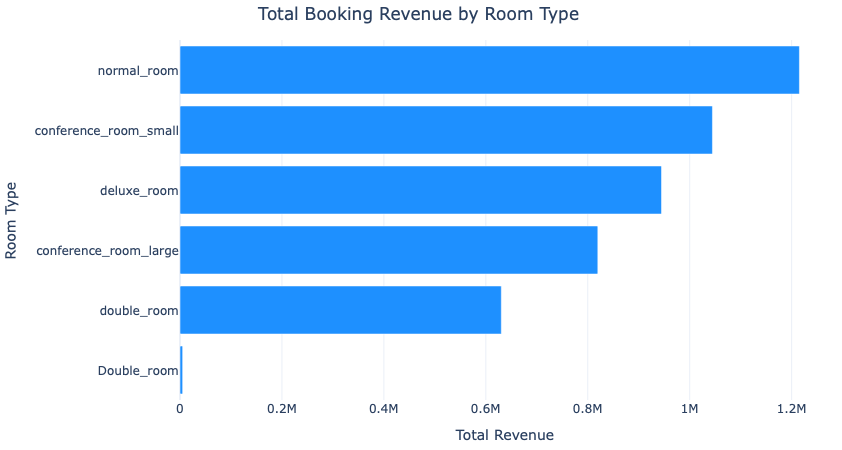 Total Booking Revenue by Room Type
Room Type
normal_room
conference_room_small
deluxe_room
conference_room_large
double_room
Double_room
0 0.2M 0.4M 0.6M 0.8M 1M 1.2M
Total Revenue